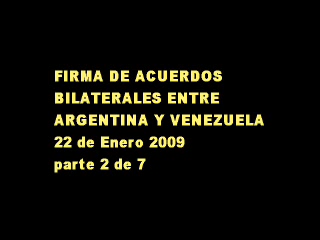 FIRMA DE ACUERDOS
BILATERALES ENTRE
ARGENTINA Y VENEZUELA
22 de Enero 2009
parte 2 de 7